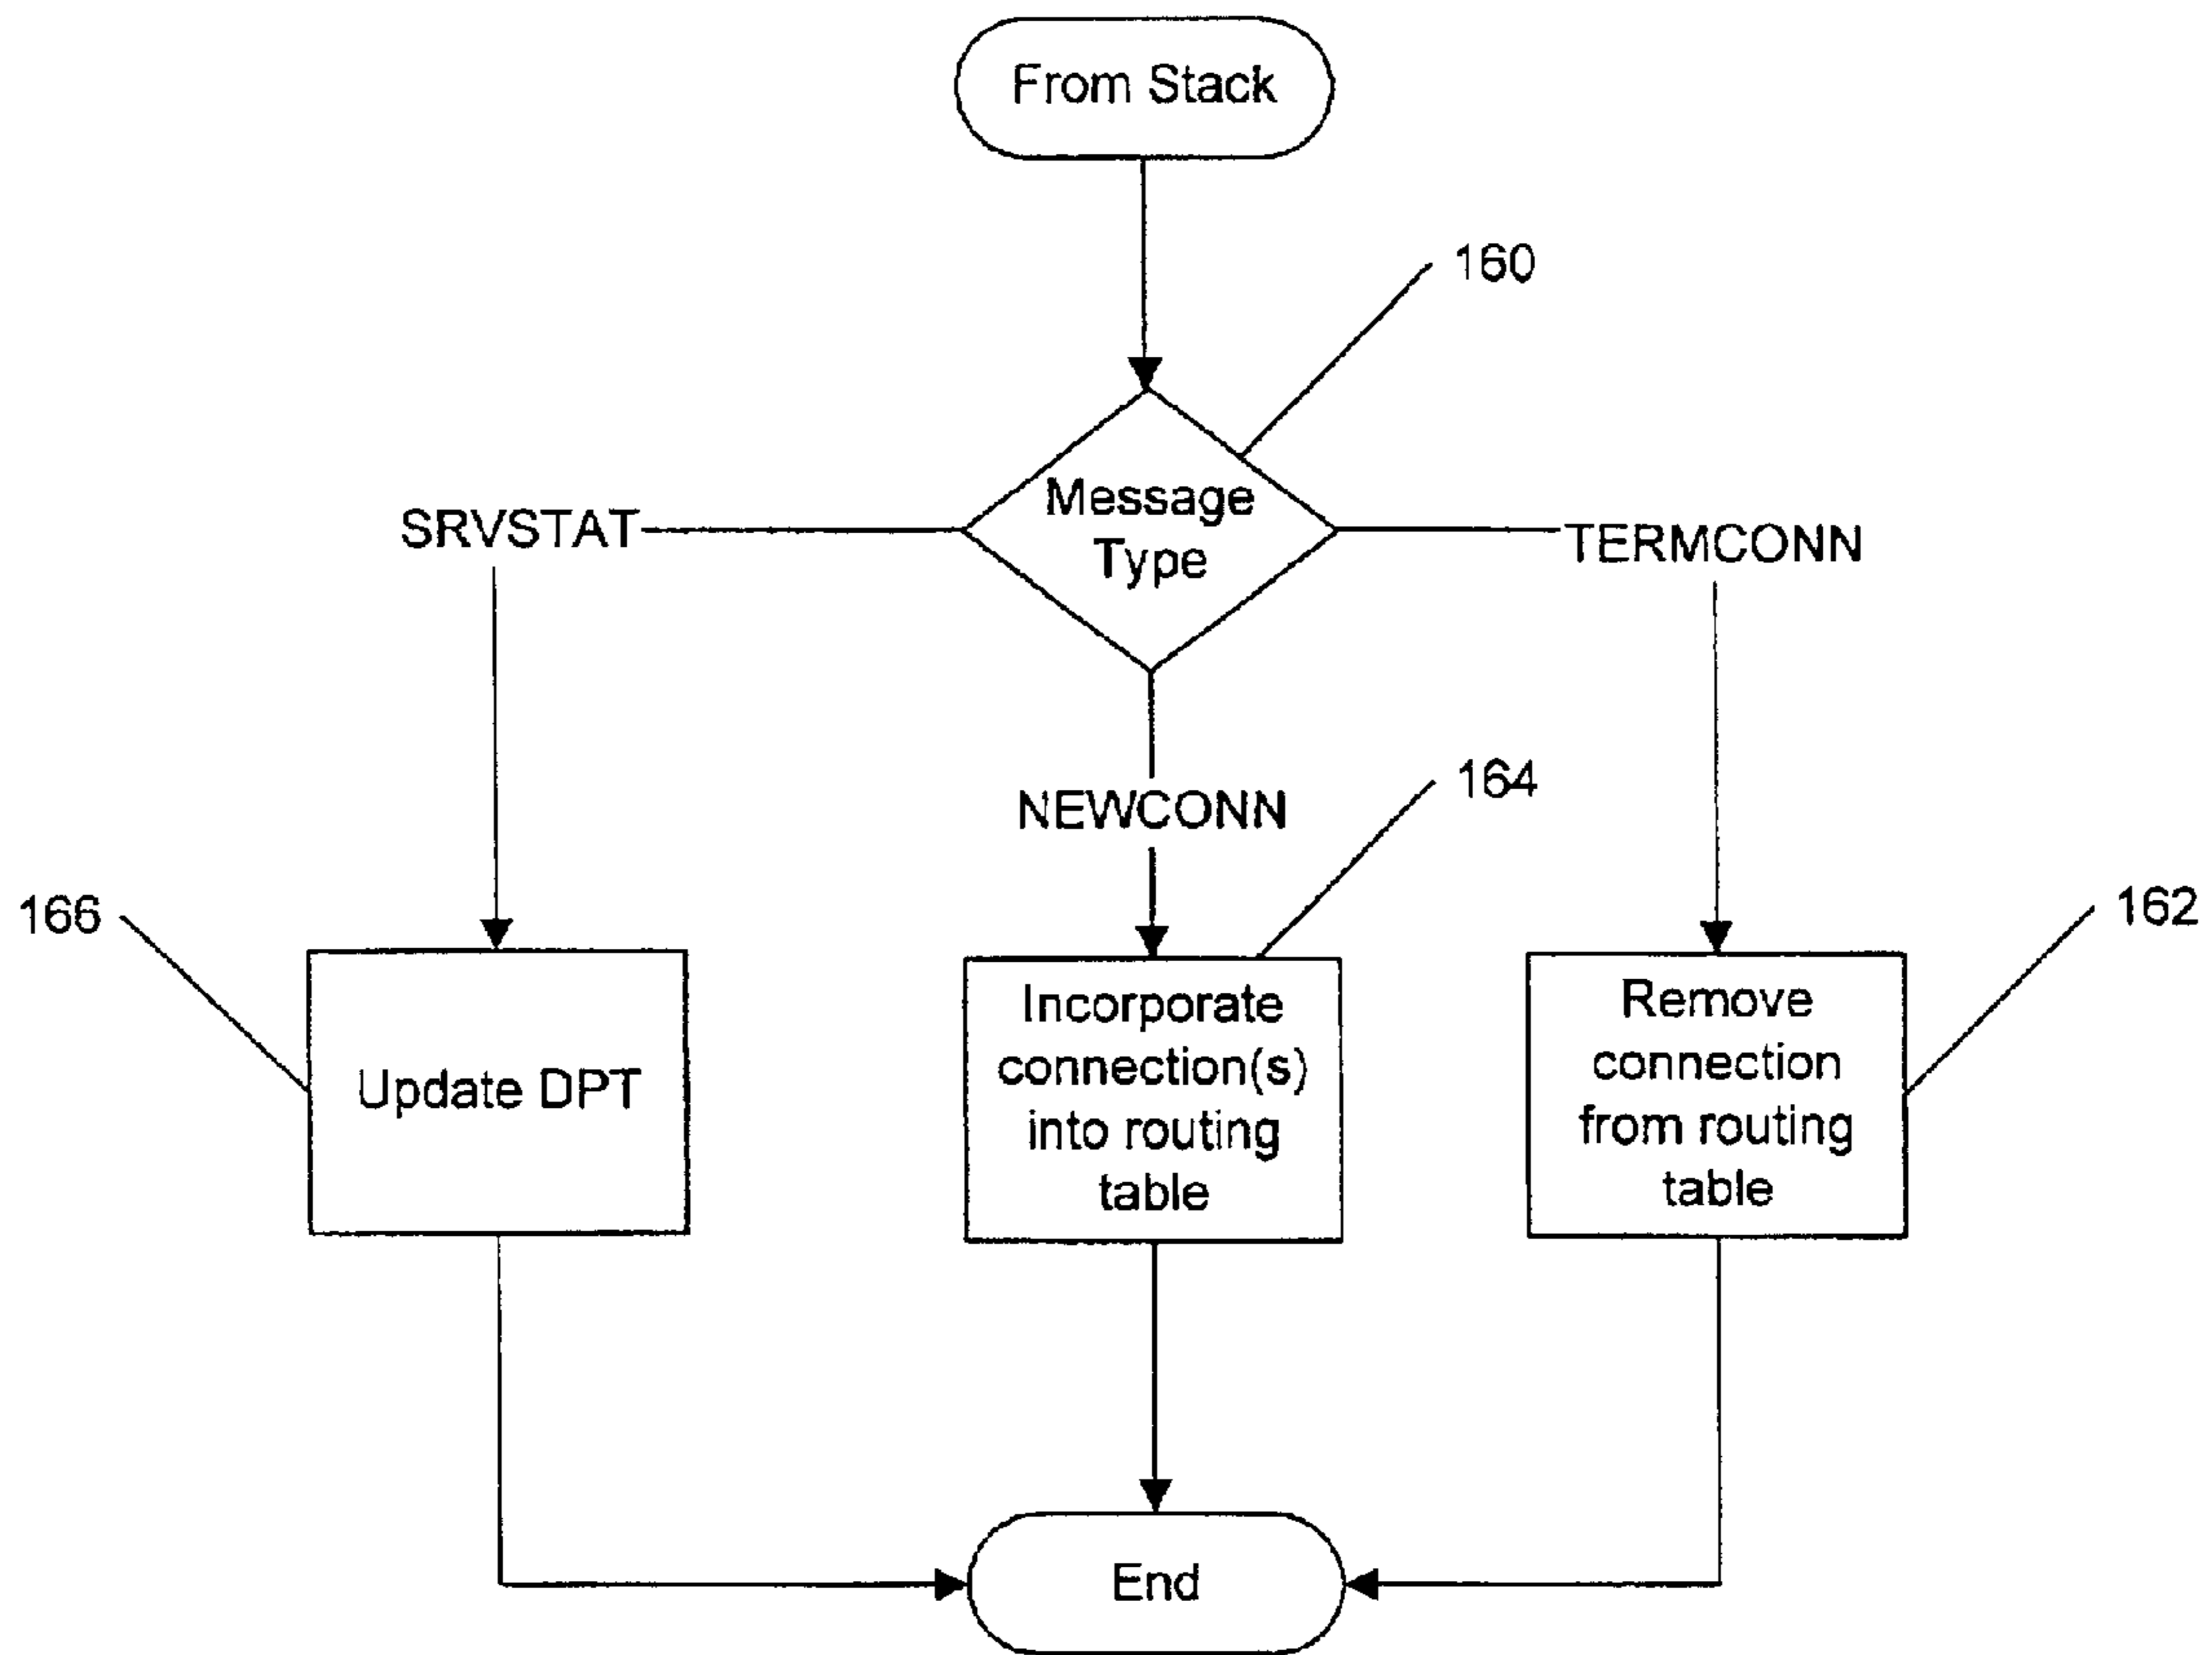 From Stack
160
Message
Type
SRVSTAT
TERMCONN
NEWCONN
164
166
162
Update DPT
Incorporate
connection(s)
into routing
table
Remove
connection
from routing
table
End